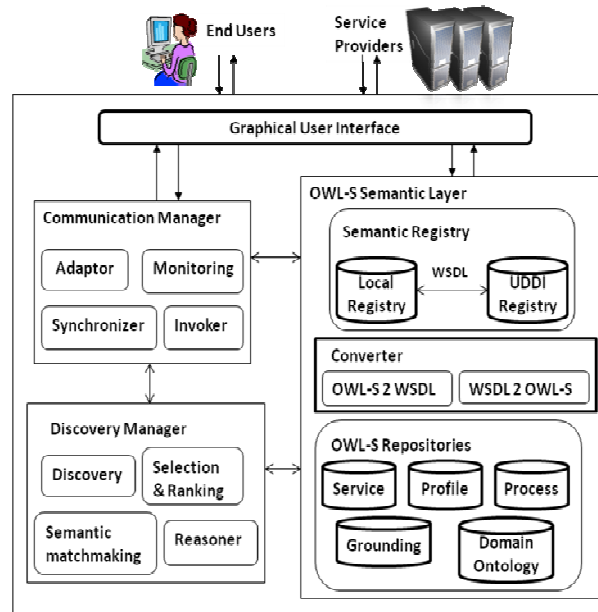 End Users
Service
Providers
Graphical User Interface
Communication Manager
Adaptor
Monitoring
Synchronizer
Invoker
Discovery Manager
Discovery
Selection
& Ranking
Semantic
matchmaking
Reasoner
OWL-S Semantic Layer
Semantic Registry
Local
Registry
WSDL
UDDI
Registry
Converter
OWL-S 2 WSDL
WSDL 2 OWL-S
OWL-S Repositories
Service
Profile
Process
Grounding
Domain
Ontology